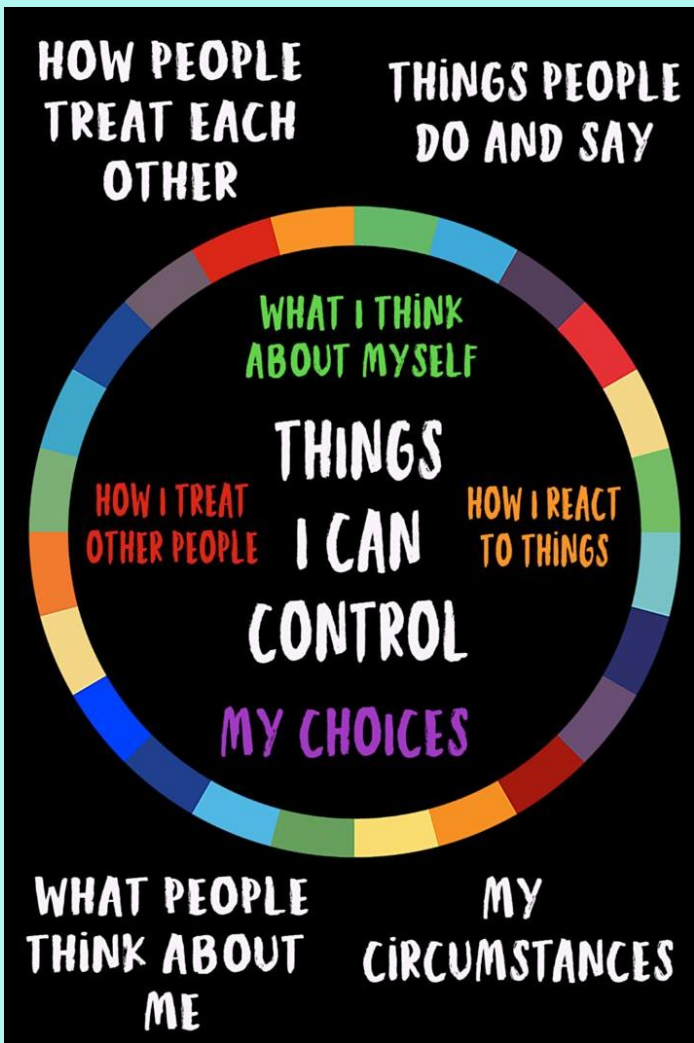 HOW PEOPLE
TREAT EACH
OTHER
THINGS PEOPLE
DO AND SAY
WHAT I THINK
ABOUT MYSELF
THINGS
I CAN
CONTROL
HOW I TREAT
OTHER PEOPLE
HOW I REACT
TO THINGS
MY CHOICES
WHAT PEOPLE
THINK ABOUT
ME
MY
CIRCUMSTANCES